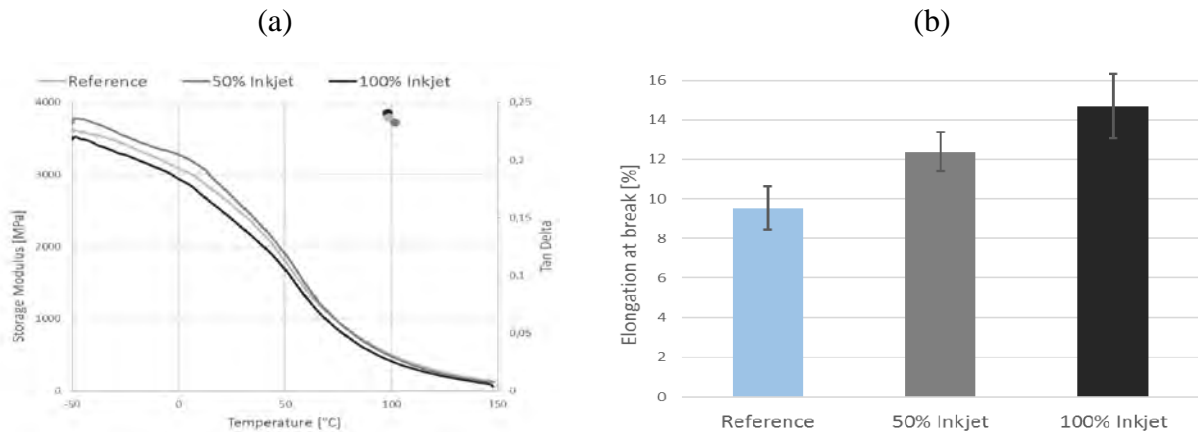 (a)
(b)
Reference 50% Inkjet 100% Inkjet
4000
3000
2000
1000
0
Storage Modulus [MPa]
0,25
0,2
0,15
0,1
0,05
0
Tan Delta
-50 0 50 100 150
Temperature [°C]
16
14
12
10
8
6
4
2
0
Elongation at break [%]
Reference 50% Inkjet 100% Inkjet